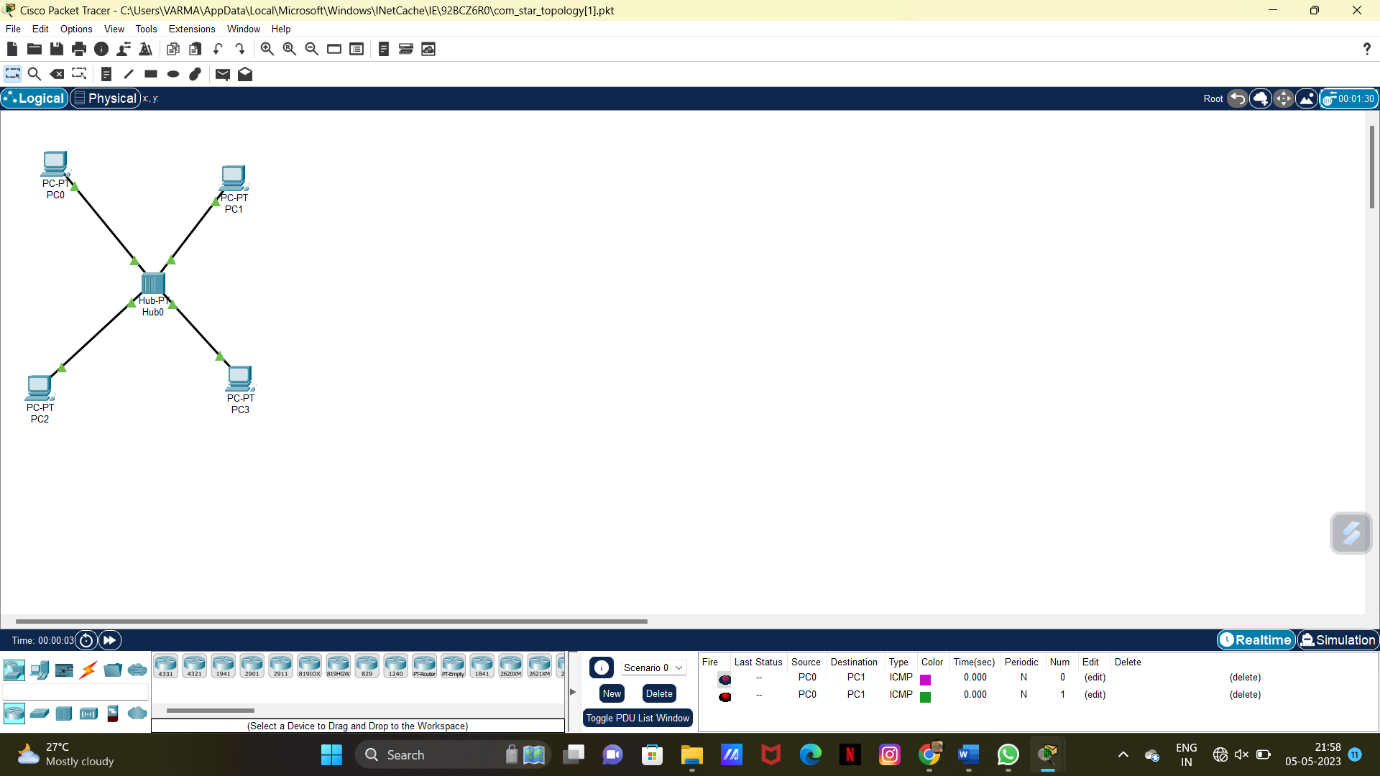 Cisco Packet Tracer - C:\Users\VARMA\AppData\Local\Microsoft\Windows\INetCache\IE\92BCZ6R0\com_star_topology[1].pkt
File Edit Options View Tools Extensions Window Help
?
Logical Physical x: y: Root 00:01:30
PC-PT
PC0
PC-PT
PC1
Hub-PT
Hub0
PC-PT
PC2
PC-PT
PC3
Time: 00:00:03 Realtime Simulation
4331 4321 1941 2901 2911 819IOX 819HGW 829 1240 PT-Router PT-Empty 1841 2620XM 2621XM
(Select a Device to Drag and Drop to the Workspace)
Scenario 0
New Delete
Toggle PDU List Window
Fire Last Status Source Destination Type Color Time(sec) Periodic Num Edit Delete
-- PC0 PC1 ICMP 0.000 N 0 (edit) (delete)
-- PC0 PC1 ICMP 0.000 N 1 (edit) (delete)
27°C
Mostly cloudy
Search
ENG
IN
21:58
05-05-2023
11